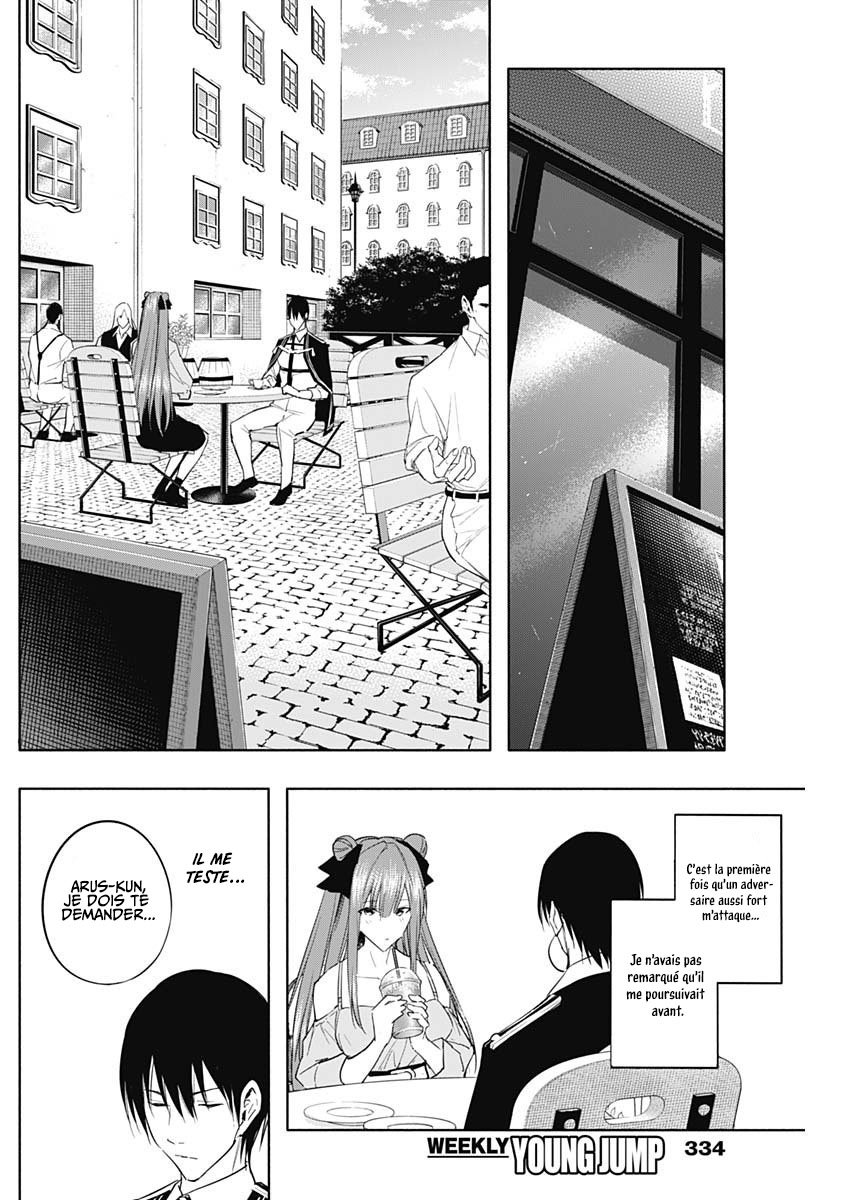 C'est la première
fois qu'un adver-
saire aussi fort
m'attaque...
Je n'avais pas
remarqué qu'il
me poursuivait
avant.
IL ME
TESTE...
ARUS-KUN,
JE DOIS TE
DEMANDER...
WEEKLY YOUNG JUMP 334